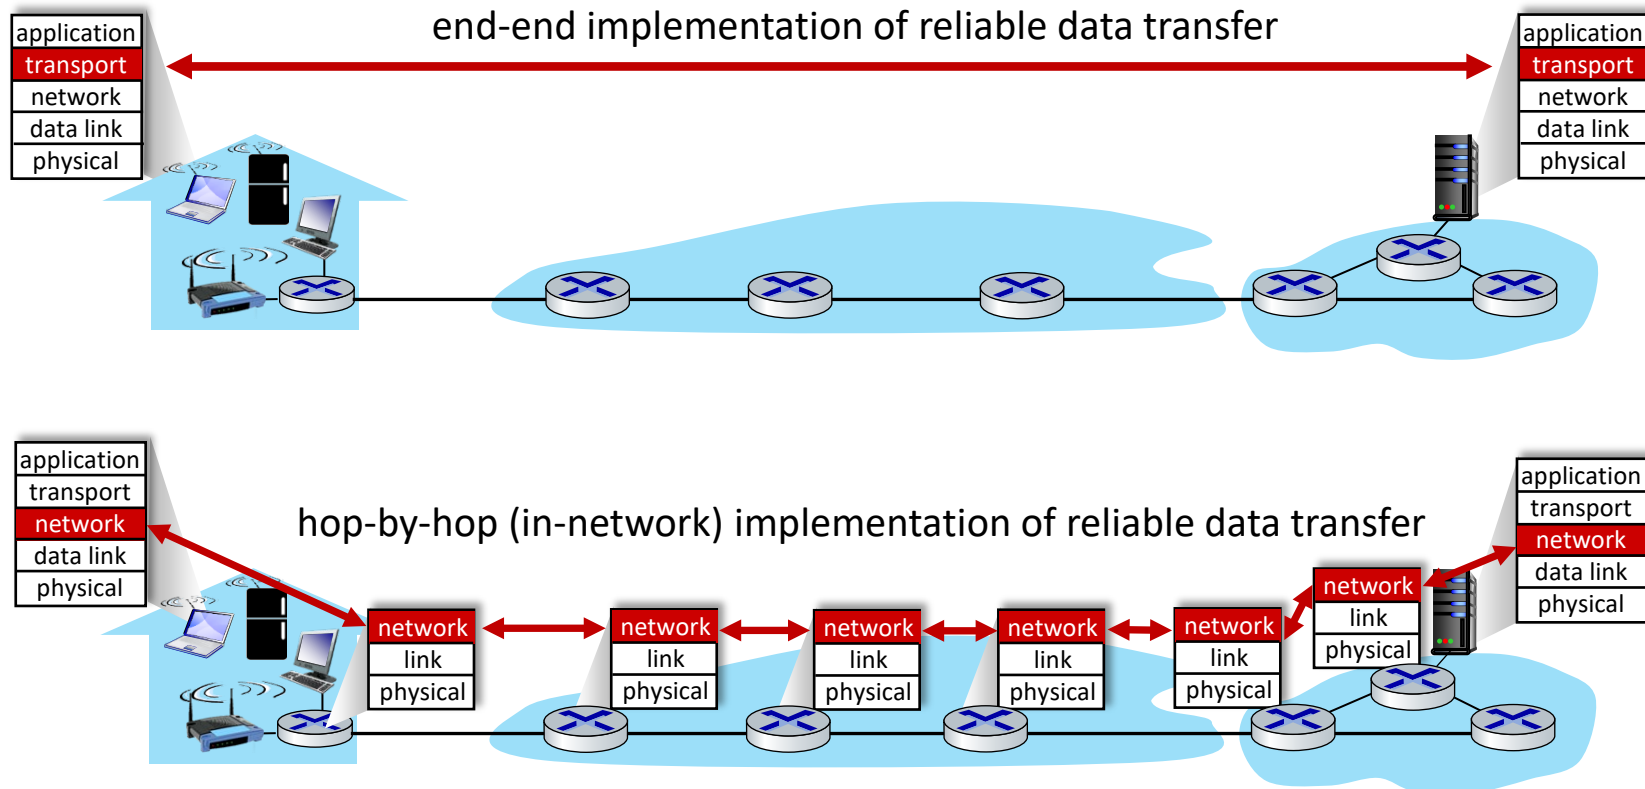 end-end implementation of reliable data transfer
application
transport
network
data link
physical
application
transport
network
data link
physical
hop-by-hop (in-network) implementation of reliable data transfer
application
transport
network
data link
physical
network
link
physical
network
link
physical
network
link
physical
network
link
physical
network
link
physical
network
link
physical
application
transport
network
data link
physical